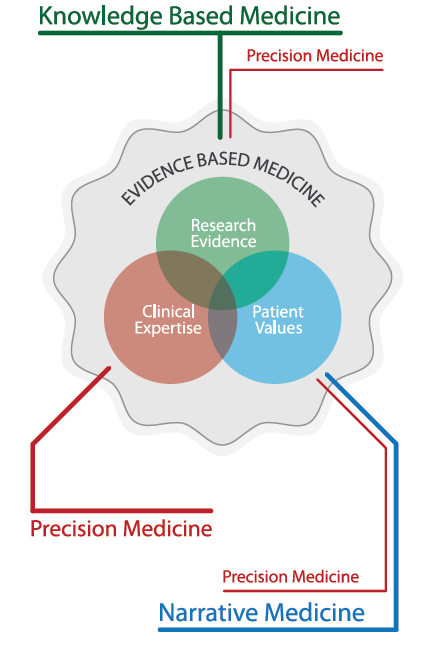 Knowledge Based Medicine
Precision Medicine
EVIDENCE BASED MEDICINE
Research
Evidence
Clinical
Expertise
Patient
Values
Precision Medicine
Precision Medicine
Narrative Medicine